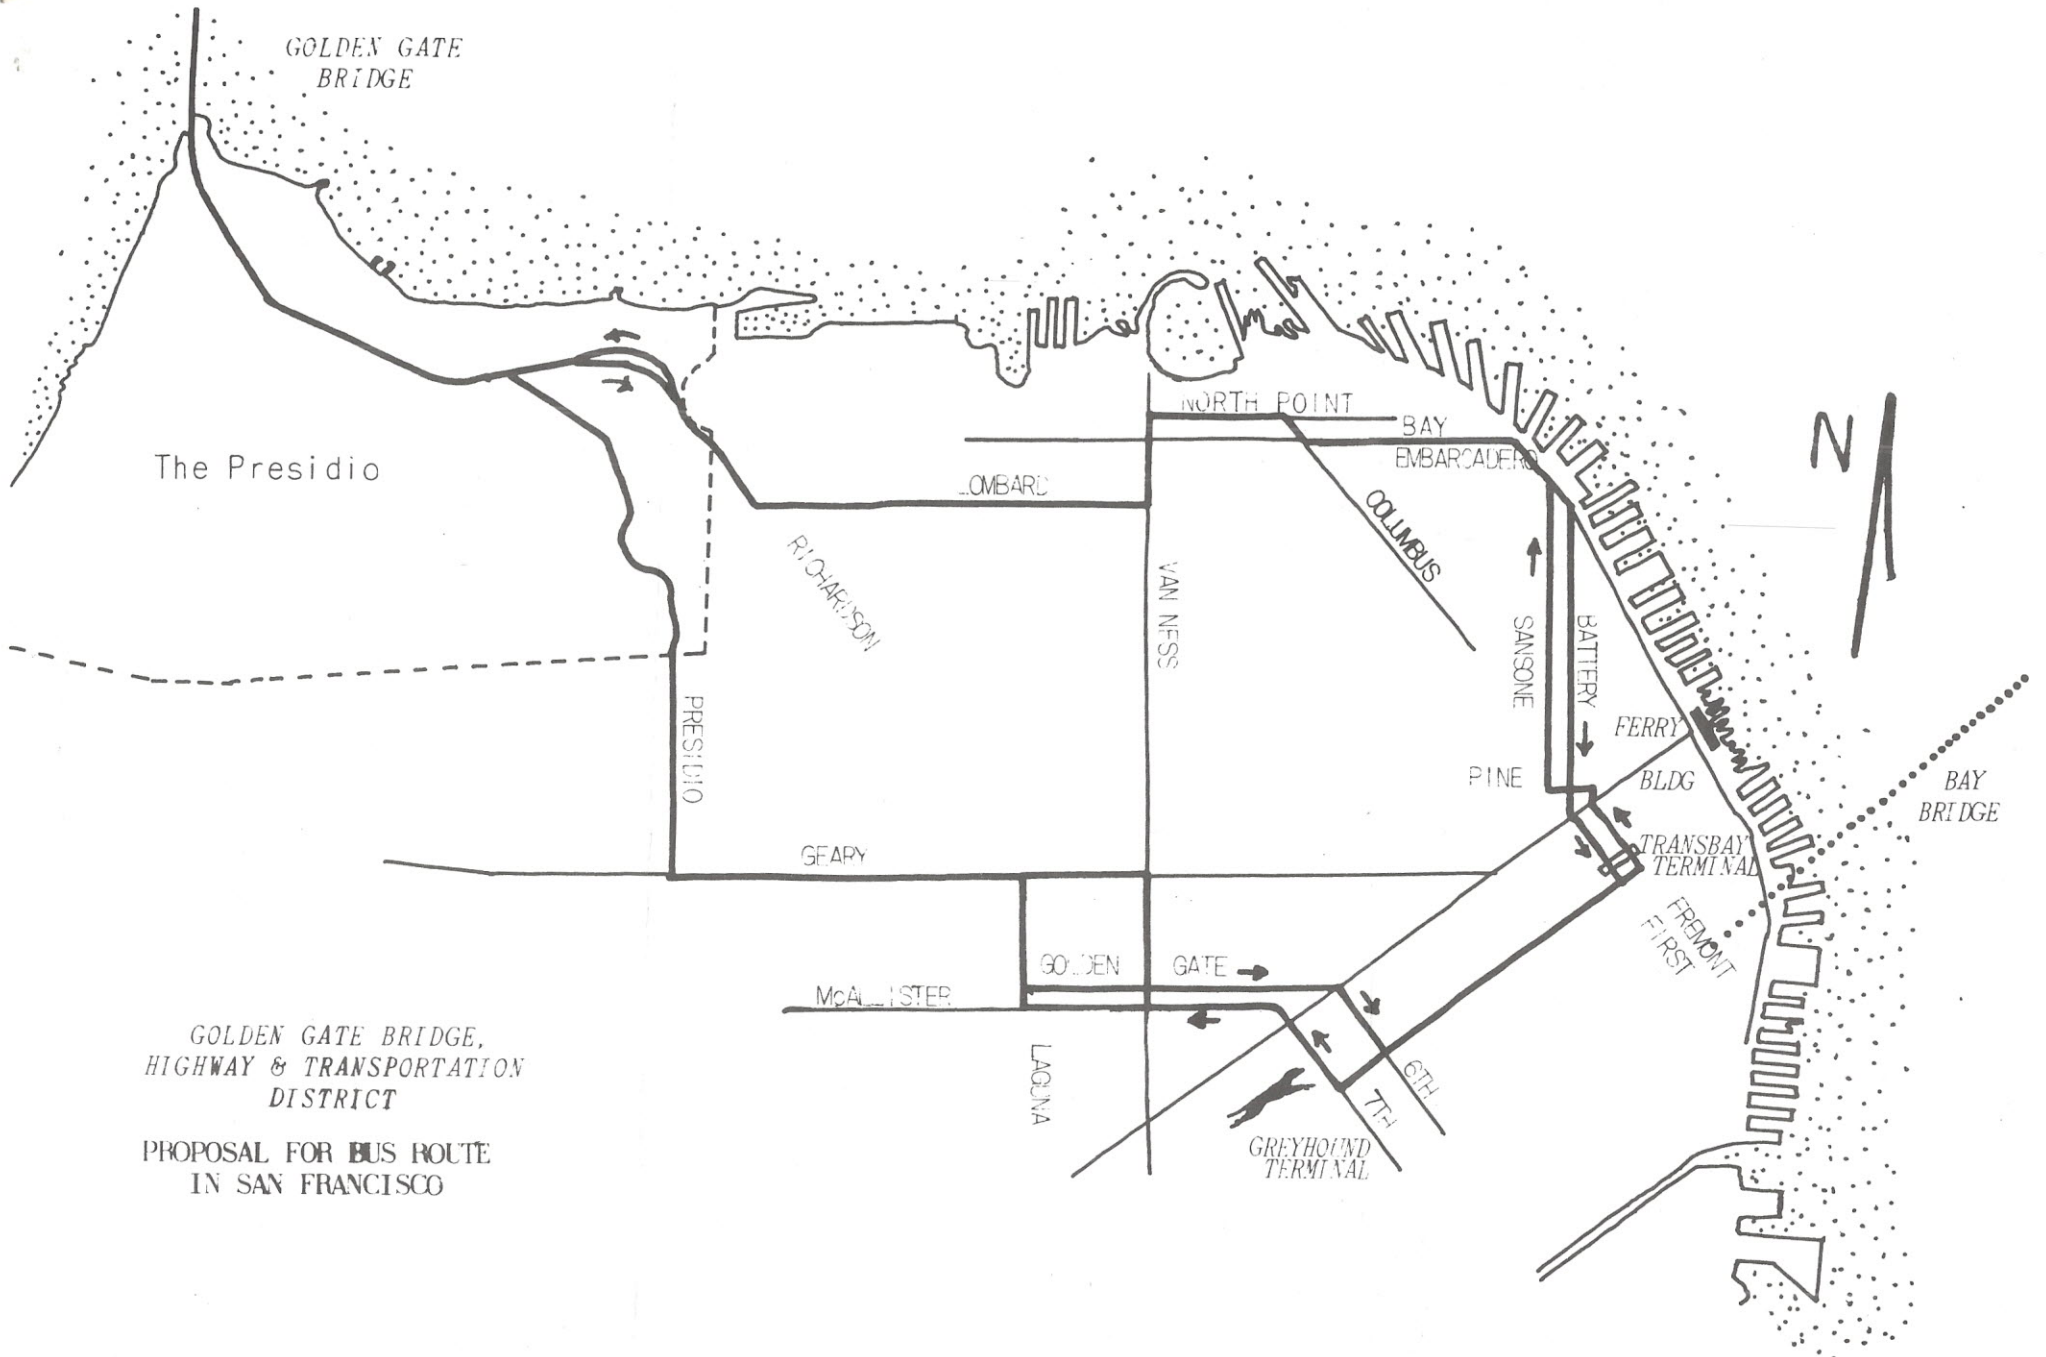 GOLDEN GATE
BRIDGE
The Presidio
NORTH POINT
BAY
EMBARCADERO
LOMBARD
COLUMBUS
RICHARDSON
VAN NESS
SANSONE
BATTERY
PRESIDIO
FERRY
BLDG
PINE
BAY
BRIDGE
TRANSBAY
TERMINAL
GEARY
FREMONT
FIRST
GOLDEN GATE
McALLISTER
LAGUNA
6TH
7TH
GREYHOUND
TERMINAL
N
GOLDEN GATE BRIDGE,
HIGHWAY & TRANSPORTATION
DISTRICT
PROPOSAL FOR BUS ROUTE
IN SAN FRANCISCO